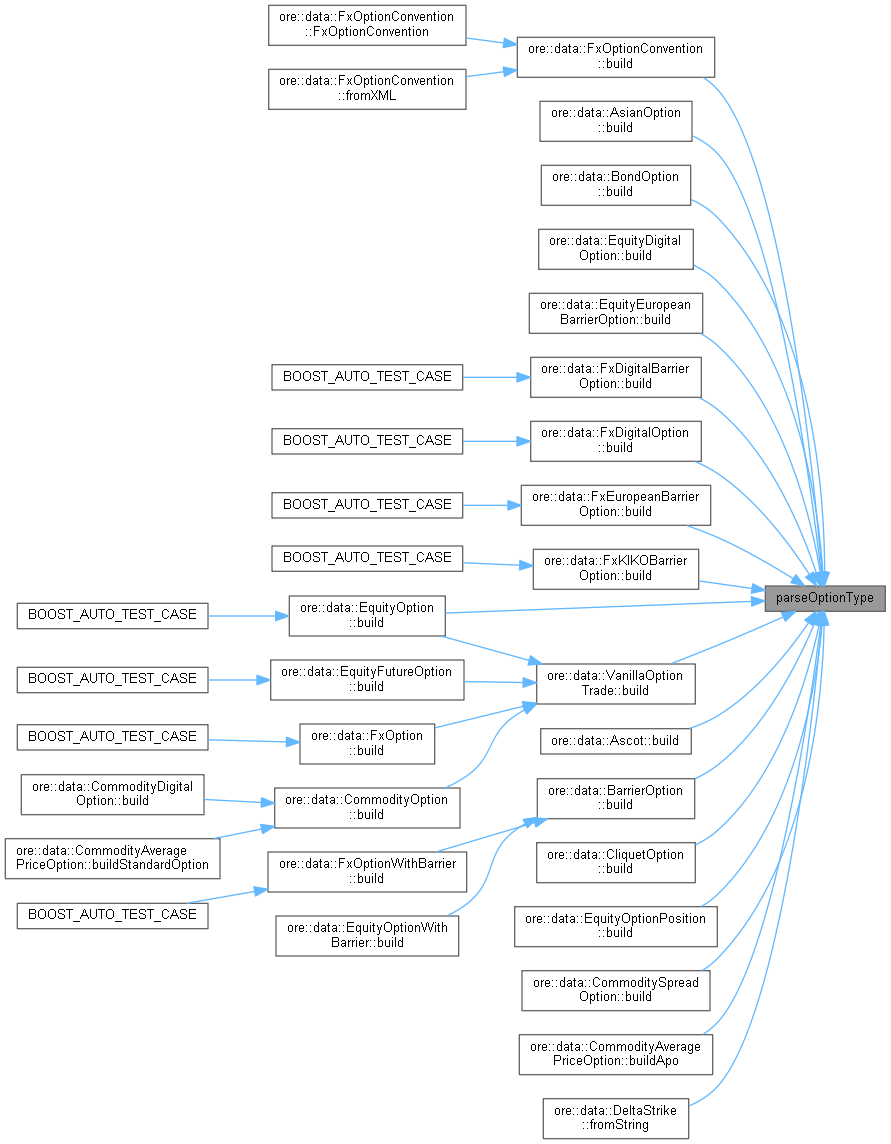 ore::data::FxOptionConvention
::FxOptionConvention
ore::data::FxOptionConvention
::build
ore::data::FxOptionConvention
::fromXML
ore::data::AsianOption
::build
ore::data::BondOption
::build
ore::data::EquityDigital
Option::build
ore::data::EquityEuropean
BarrierOption::build
BOOST_AUTO_TEST_CASE
ore::data::FxDigitalBarrier
Option::build
BOOST_AUTO_TEST_CASE
ore::data::FxDigitalOption
::build
BOOST_AUTO_TEST_CASE
ore::data::FxEuropeanBarrier
Option::build
BOOST_AUTO_TEST_CASE
ore::data::FxKIKOBarrier
Option::build
parseOptionType
BOOST_AUTO_TEST_CASE
ore::data::EquityOption
::build
BOOST_AUTO_TEST_CASE
ore::data::EquityFutureOption
::build
ore::data::VanillaOption
Trade::build
BOOST_AUTO_TEST_CASE
ore::data::FxOption
::build
ore::data::Ascot::build
ore::data::CommodityDigital
Option::build
ore::data::CommodityOption
::build
ore::data::BarrierOption
::build
ore::data::CommodityAverage
PriceOption::buildStandardOption
ore::data::FxOptionWithBarrier
::build
ore::data::CliquetOption
::build
BOOST_AUTO_TEST_CASE
ore::data::EquityOptionWith
Barrier::build
ore::data::EquityOptionPosition
::build
ore::data::CommoditySpread
Option::build
ore::data::CommodityAverage
PriceOption::buildApo
ore::data::DeltaStrike
::fromString